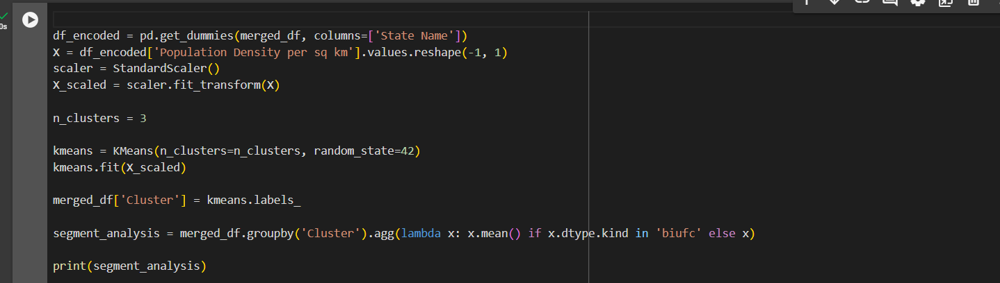 0s
df_encoded = pd.get_dummies(merged_df, columns=['State Name'])
X = df_encoded['Population Density per sq km'].values.reshape(-1, 1)
scaler = StandardScaler()
X_scaled = scaler.fit_transform(X)
n_clusters = 3
kmeans = KMeans(n_clusters=n_clusters, random_state=42)
kmeans.fit(X_scaled)
merged_df['Cluster'] = kmeans.labels_
segment_analysis = merged_df.groupby('Cluster').agg(lambda x: x.mean() if x.dtype.kind in 'biufc' else x)
print(segment_analysis)